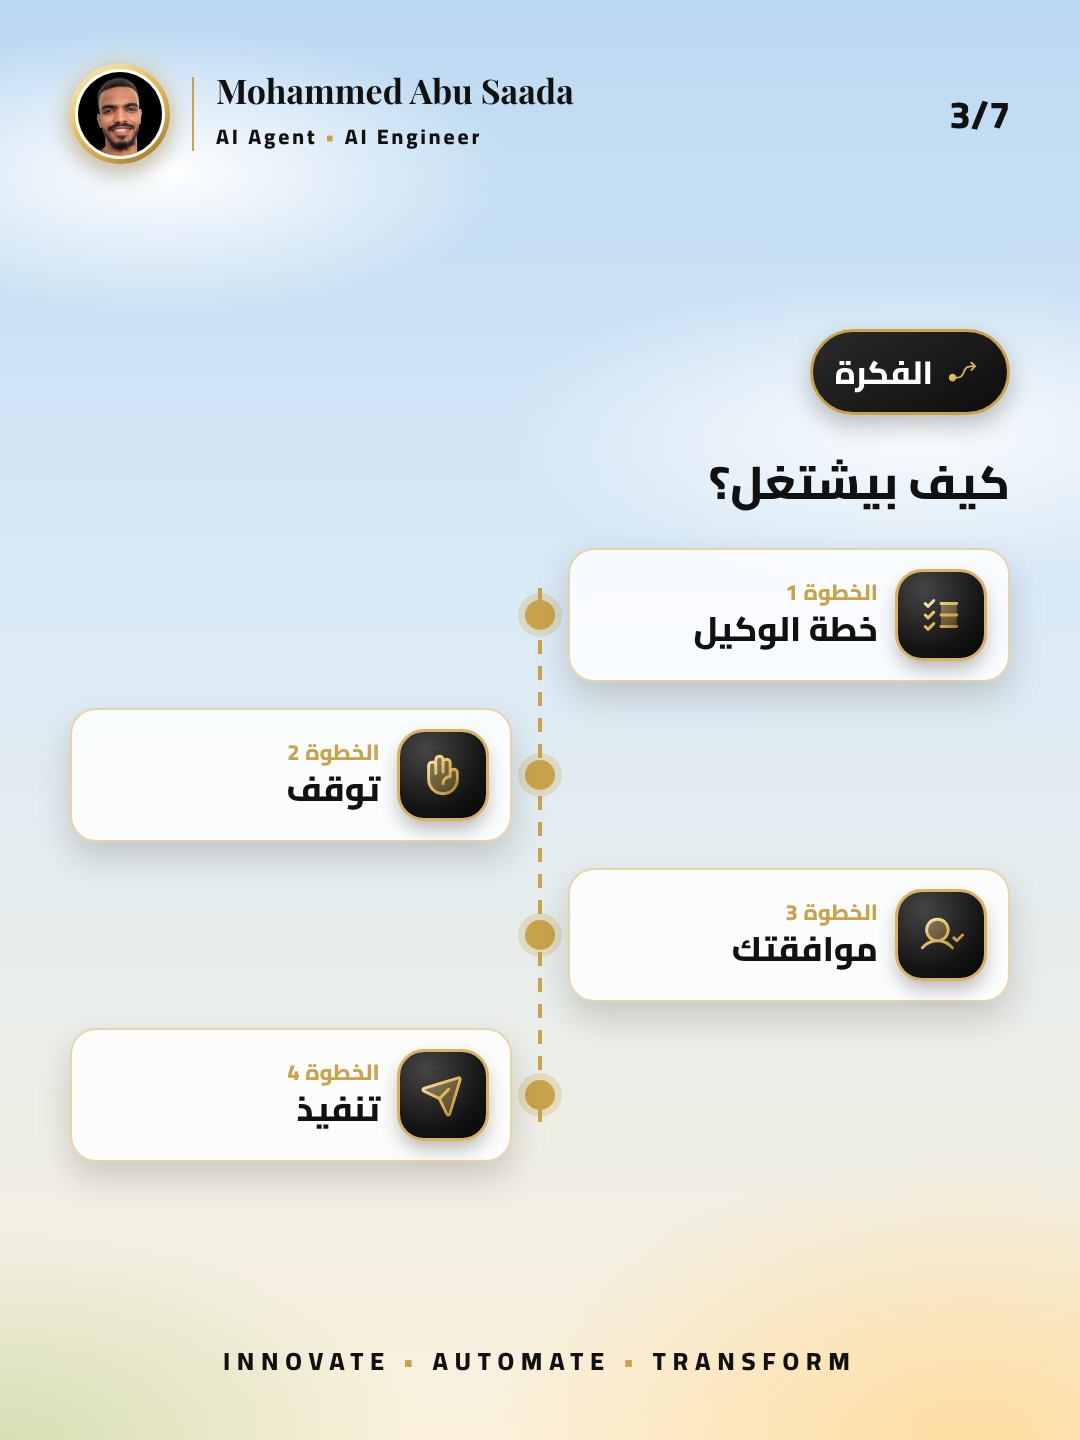 Mohammed Abu Saada
AI Agent ▪ AI Engineer
3/7
الفكرة
كيف بيشتغل؟
الخطوة 1
خطة الوكيل
الخطوة 2
توقف
الخطوة 3
موافقتك
الخطوة 4
تنفيذ
INNOVATE ▪ AUTOMATE ▪ TRANSFORM